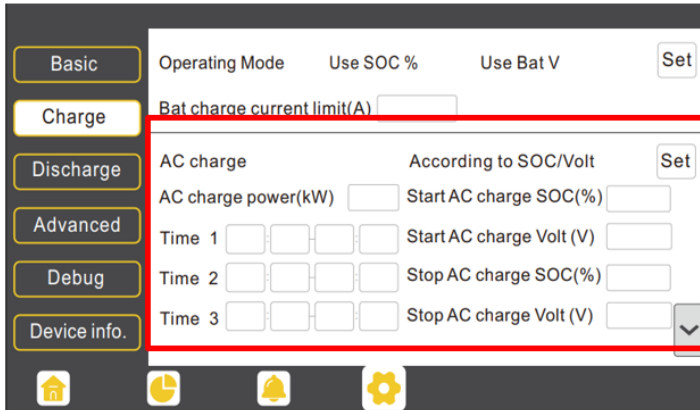 Basic
Charge
Discharge
Advanced
Debug
Device info.
Operating Mode Use SOC % Use Bat V Set
Bat charge current limit(A)
AC charge According to SOC/Volt Set
AC charge power(kW) Start AC charge SOC(%)
Time 1 : - : Start AC charge Volt (V)
Time 2 : - : Stop AC charge SOC(%)
Time 3 : - : Stop AC charge Volt (V)